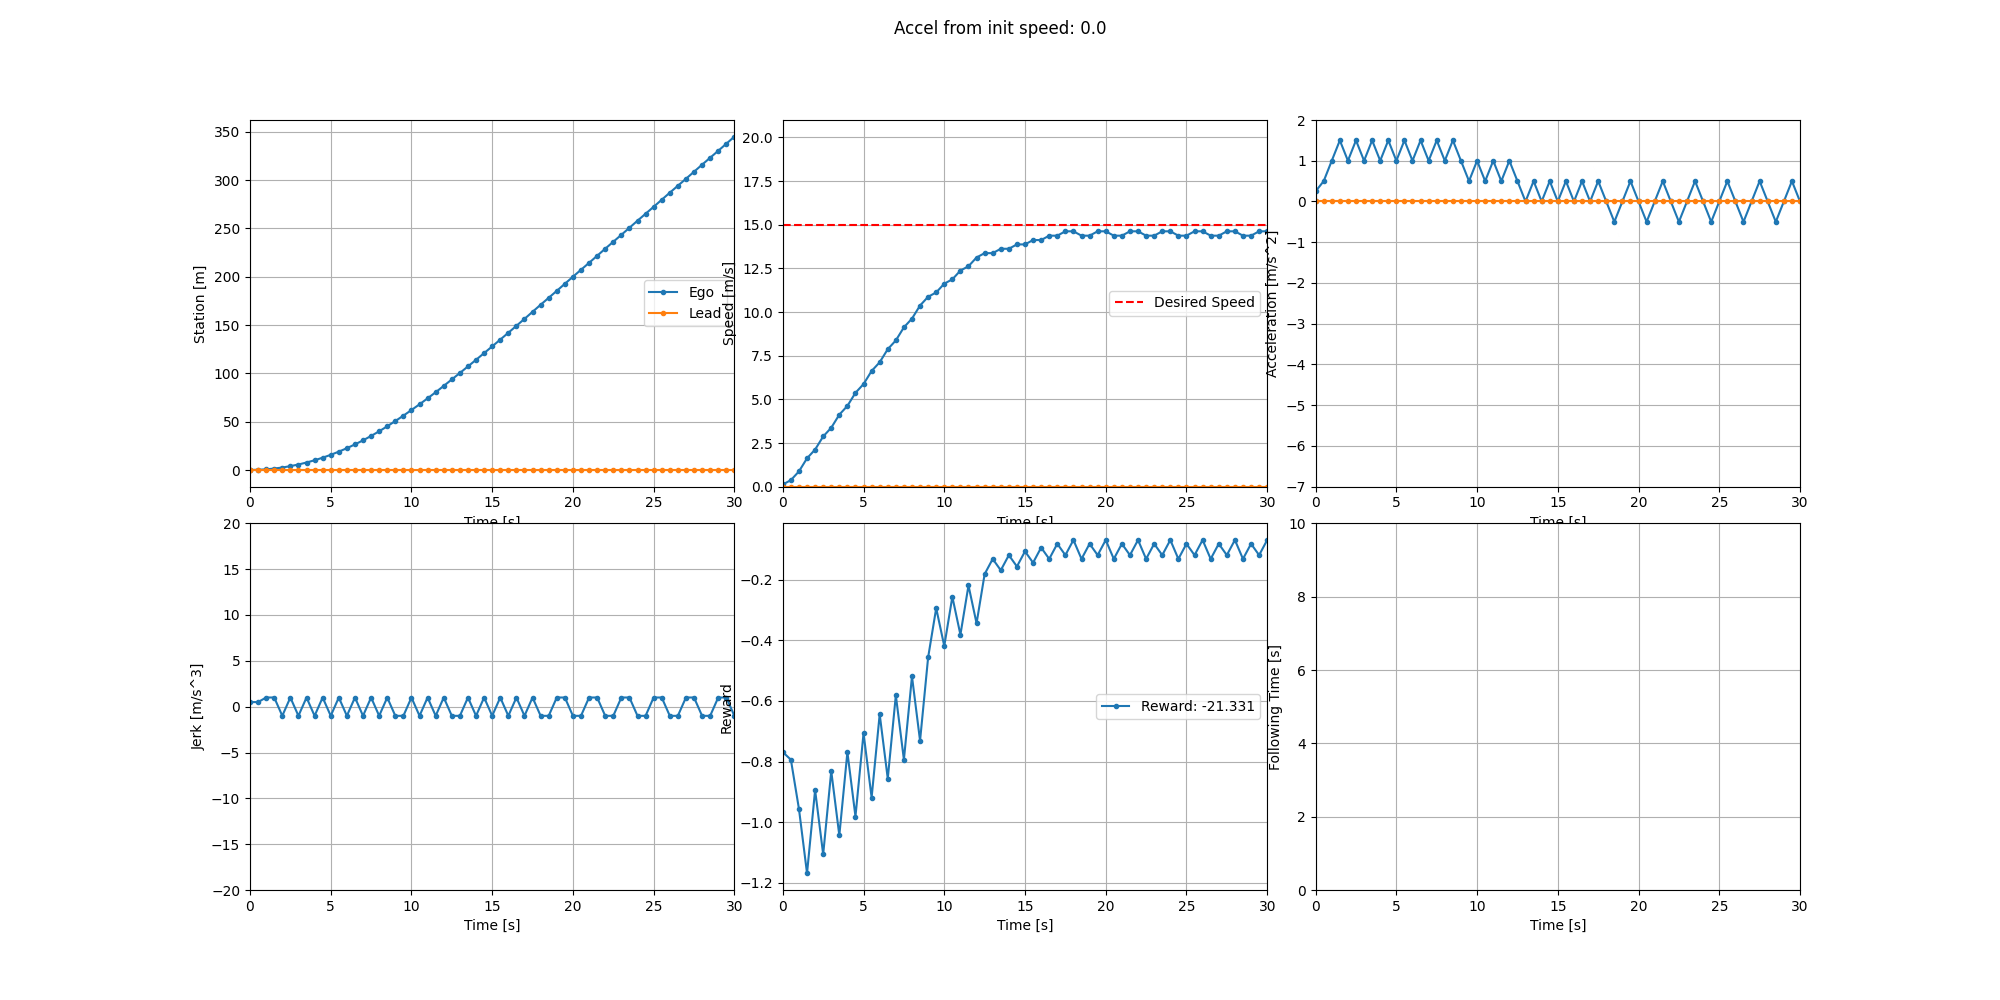 Accel from init speed: 0.0
350
300
250
200
150
100
50
0
Station [m]
0 5 10 15 20 25 30
Time [s]
Ego
Lead
20.0
17.5
15.0
12.5
10.0
7.5
5.0
2.5
0.0
Speed [m/s]
0 5 10 15 20 25 30
Time [s]
Desired Speed
2
1
0
−1
−2
−3
−4
−5
−6
−7
Acceleration [m/s^2]
0 5 10 15 20 25 30
Time [s]
20
15
10
5
0
−5
−10
−15
−20
Jerk [m/s^3]
0 5 10 15 20 25 30
Time [s]
−0.2
−0.4
−0.6
−0.8
−1.0
−1.2
Reward
0 5 10 15 20 25 30
Time [s]
Reward: -21.331
10
8
6
4
2
0
Following Time [s]
0 5 10 15 20 25 30
Time [s]